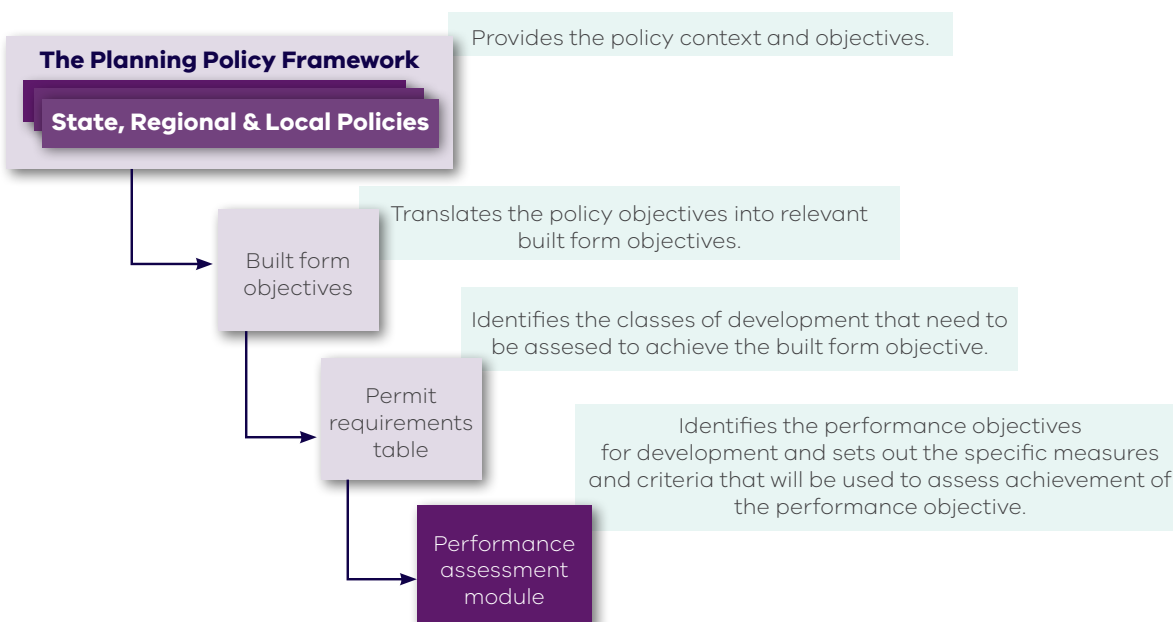 Provides the policy context and objectives.
The Planning Policy Framework
State, Regional & Local Policies
Translates the policy objectives into relevant
built form objectives.
Built form
objectives
Identifies the classes of development that need to
be assesed to achieve the built form objective.
Permit
requirements
table
Identifies the performance objectives
for development and sets out the specific measures
and criteria that will be used to assess achievement of
the performance objective.
Performance
assessment
module